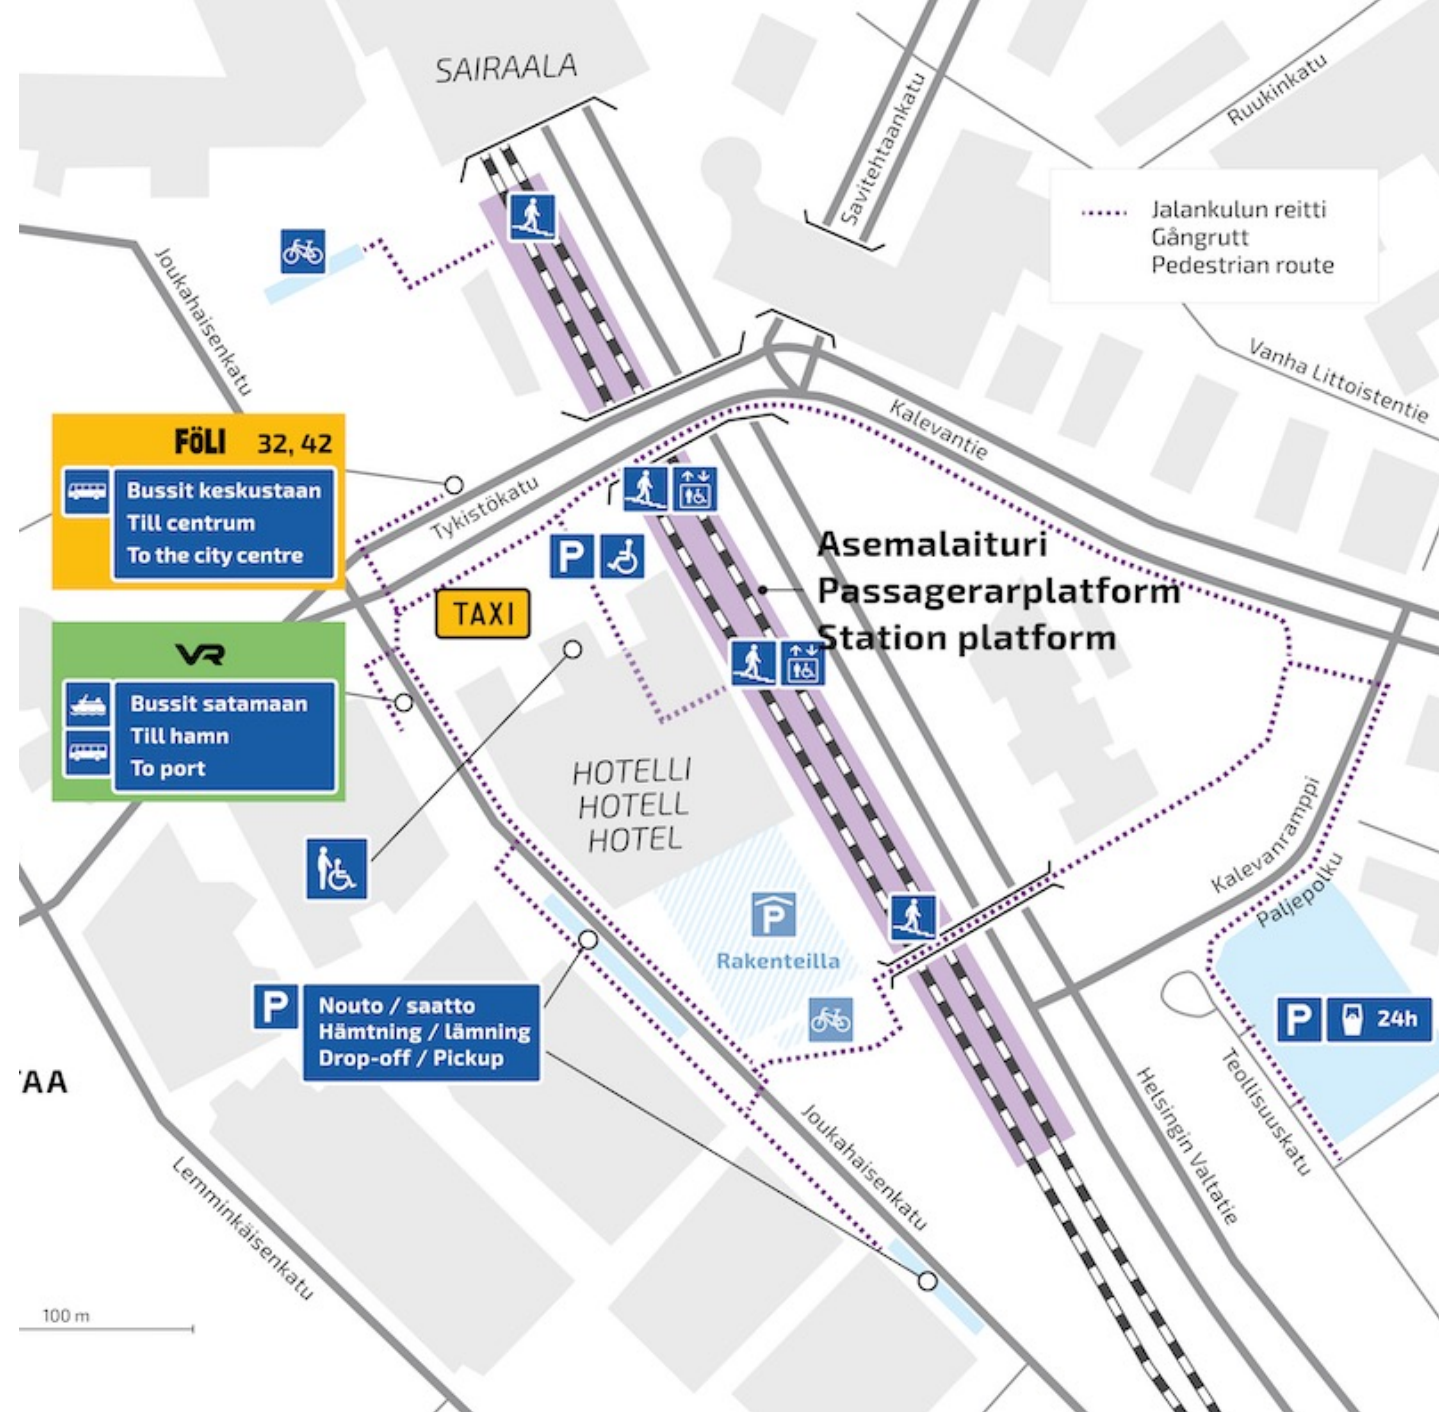 SAIRAALA
Savitehtaankatu
Ruukinkatu
Jalankulun reitti
Gångrutt
Pedestrian route
Joukahaisenkatu
Vanha Littoistentie
Kalevantie
FÖLI 32, 42
Bussit keskustaan
Till centrum
To the city centre
Tykistökatu
P
TAXI
Asemalaituri
Passagerarplatform
Station platform
VR
Bussit satamaan
Till hamn
To port
HOTELLI
HOTELL
HOTEL
Kalevanramppi
Paljepolku
P
Rakenteilla
P
Nouto / saatto
Hämtning / lämning
Drop-off / Pickup
P 24h
TAA
Joukahaisenkatu
Helsingin Valtatie
Teollisuuskatu
Lemminkäisenkatu
100 m